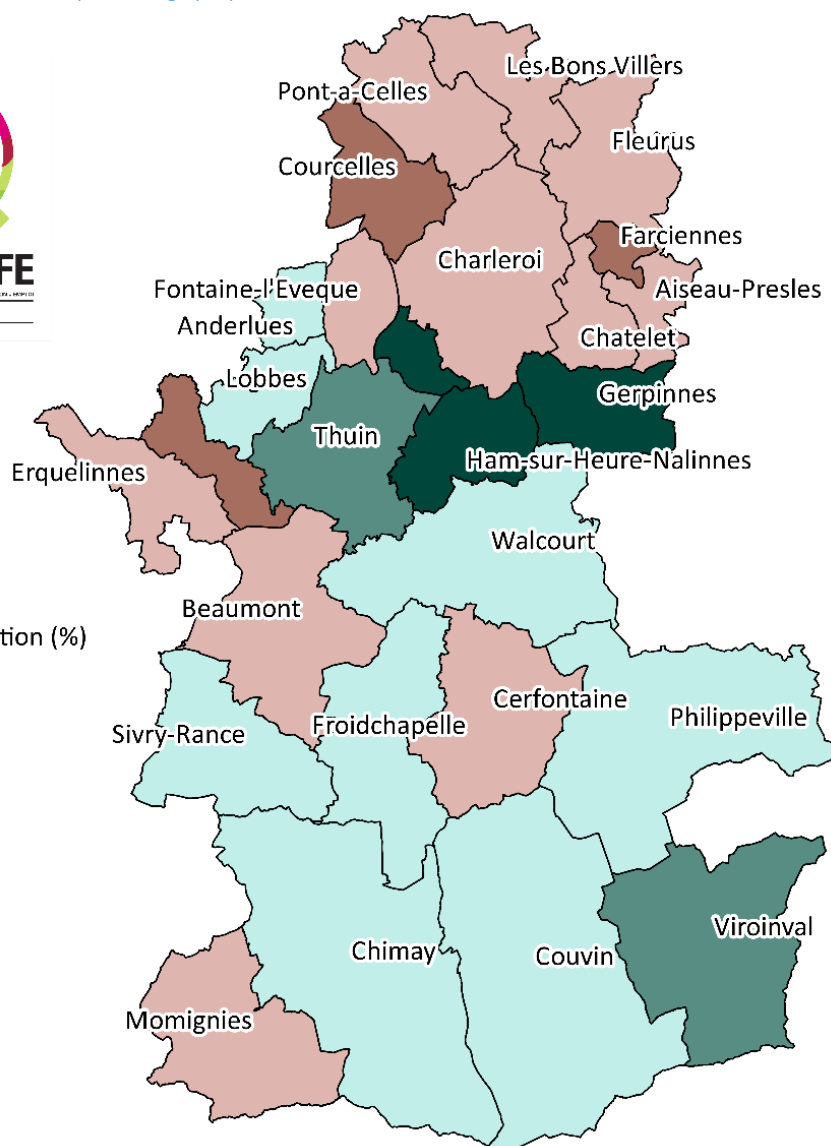 Les Bons Villers
Pont-a-Celles
Fleurus
Courcelles
Farciennes
Charleroi
Fontaine-l'Eveque
Aiseau-Presles
Anderlues
Chatelet
Lobbes
Gerpinnes
Thuin
Ham-sur-Heure-Nalinnes
Erquelinnes
Walcourt
Beaumont
tion (%)
Cerfontaine
Philippeville
Froidchapelle
Sivry-Rance
Viroinval
Chimay
Couvin
Momignies
FE